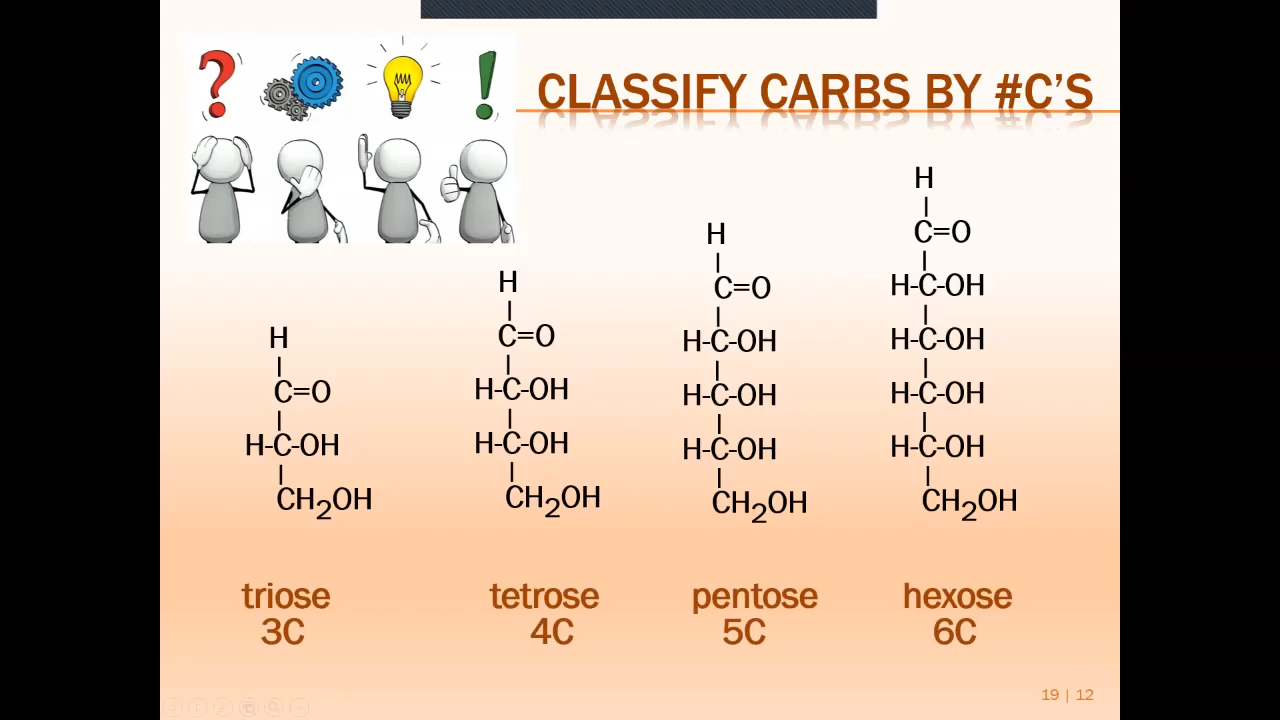 CLASSIFY CARBS BY #C'S
H
C=O
H-C-OH
CH2OH
triose
3C
H
C=O
H-C-OH
H-C-OH
CH2OH
tetrose
4C
H
C=O
H-C-OH
H-C-OH
H-C-OH
CH2OH
pentose
5C
H
C=O
H-C-OH
H-C-OH
H-C-OH
H-C-OH
CH2OH
hexose
6C
19 | 12